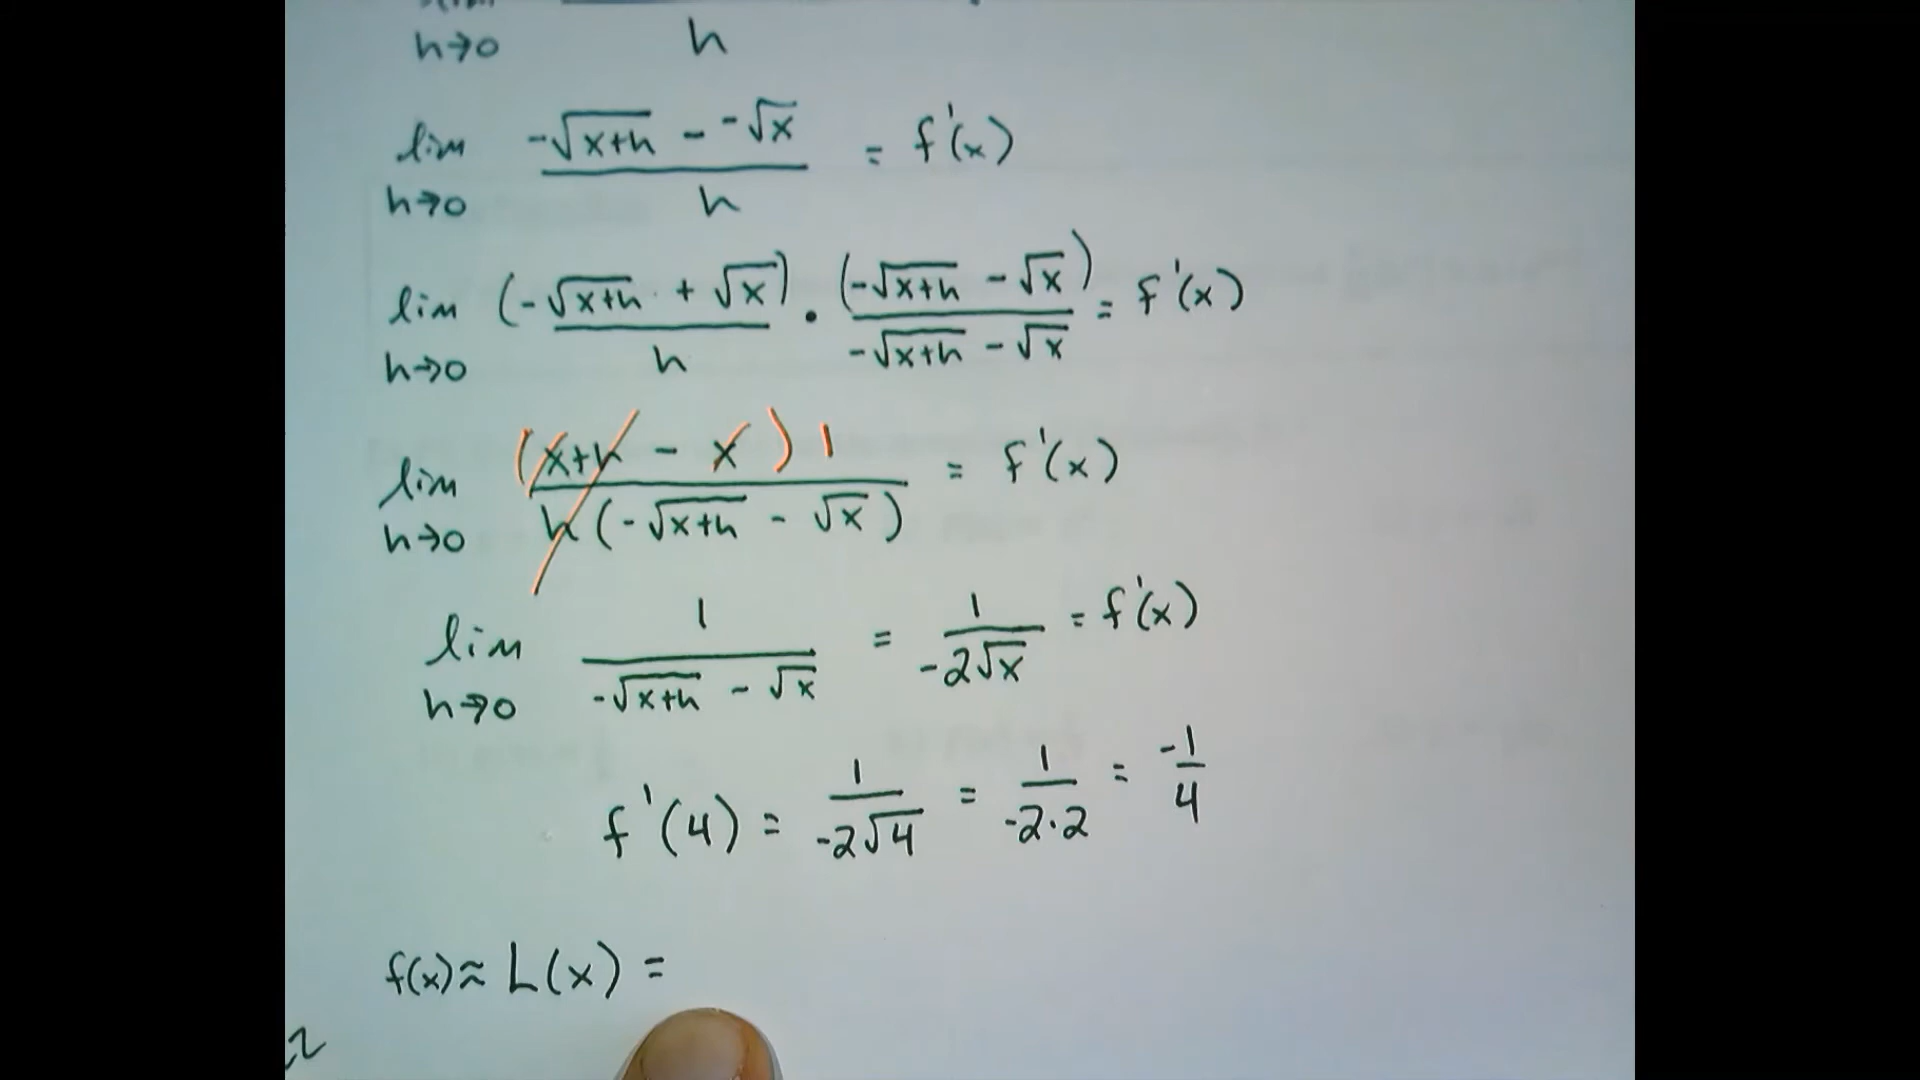 h→0 h
lim (-√(x+h) - -√x)/h = f'(x)
h→0
lim (-√(x+h) + √x)/h · (-√(x+h) - √x)/(-√(x+h) - √x) = f'(x)
h→0
lim (x+h - x) 1/(h(-√(x+h) - √x)) = f'(x)
h→0
lim 1/(-√(x+h) - √x) = 1/(-2√x) = f'(x)
h→0
f'(4) = 1/(-2√4) = 1/(-2·2) = -1/4
f(x) ≈ L(x) =